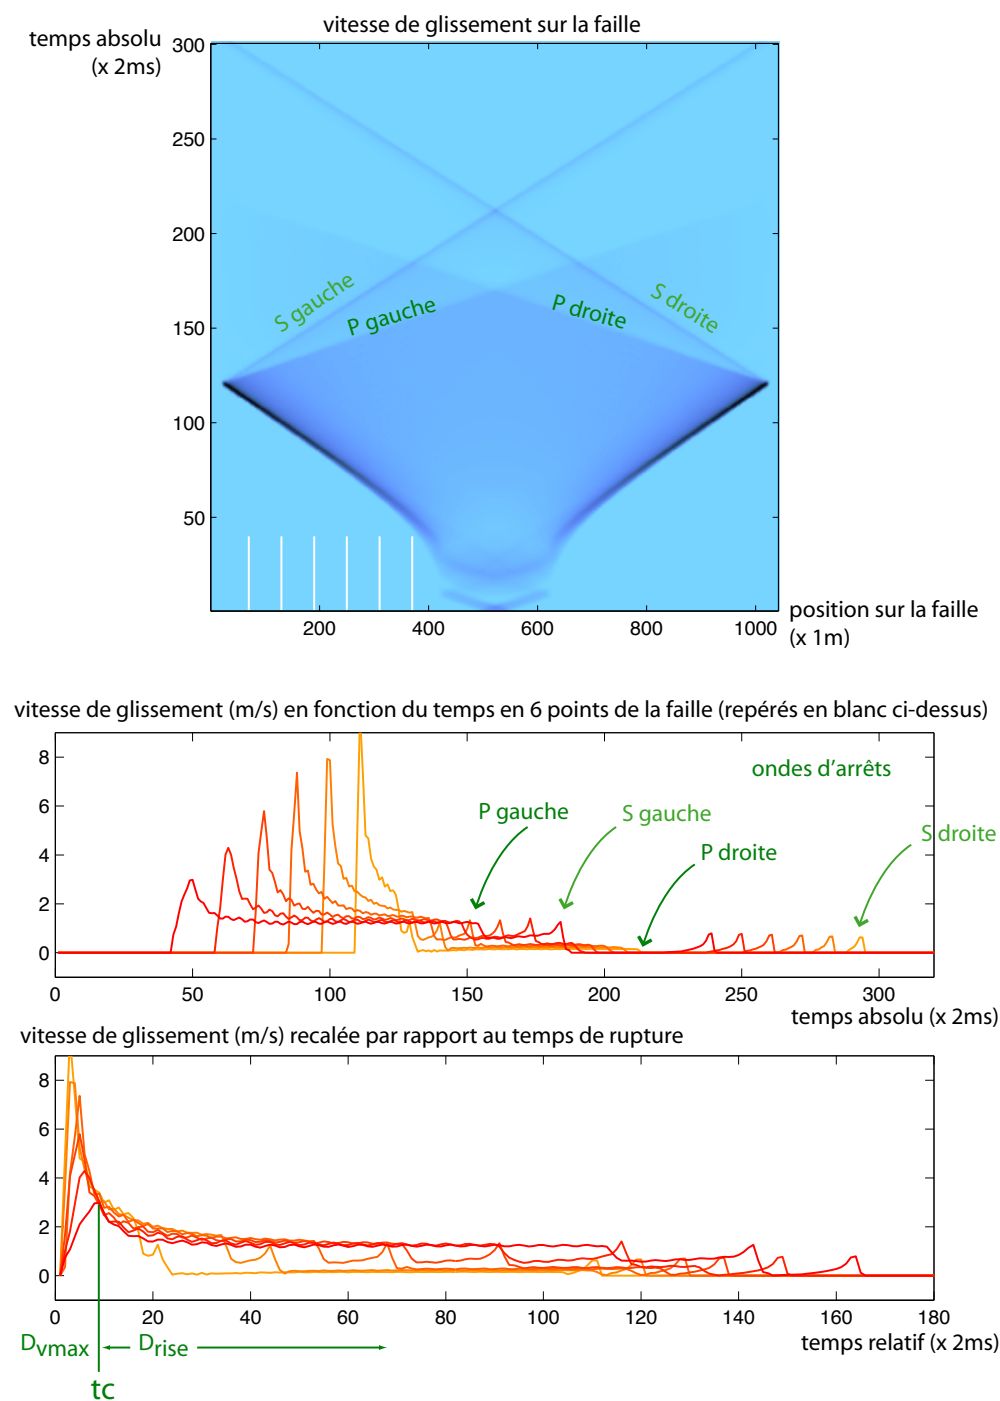 vitesse de glissement sur la faille
temps absolu
(x 2ms)
300
250
200
150
100
50
S gauche
P gauche
P droite
S droite
200
400
600
800
1000
position sur la faille
(x 1m)
vitesse de glissement (m/s) en fonction du temps en 6 points de la faille (repérés en blanc ci-dessus)
8
6
4
2
0
ondes d'arrêts
P gauche
S gauche
P droite
S droite
0
50
100
150
200
250
300
temps absolu (x 2ms)
vitesse de glissement (m/s) recalée par rapport au temps de rupture
8
6
4
2
0
0
20
40
60
80
100
120
140
160
180
temps relatif (x 2ms)
Dvmax
Drise
tc